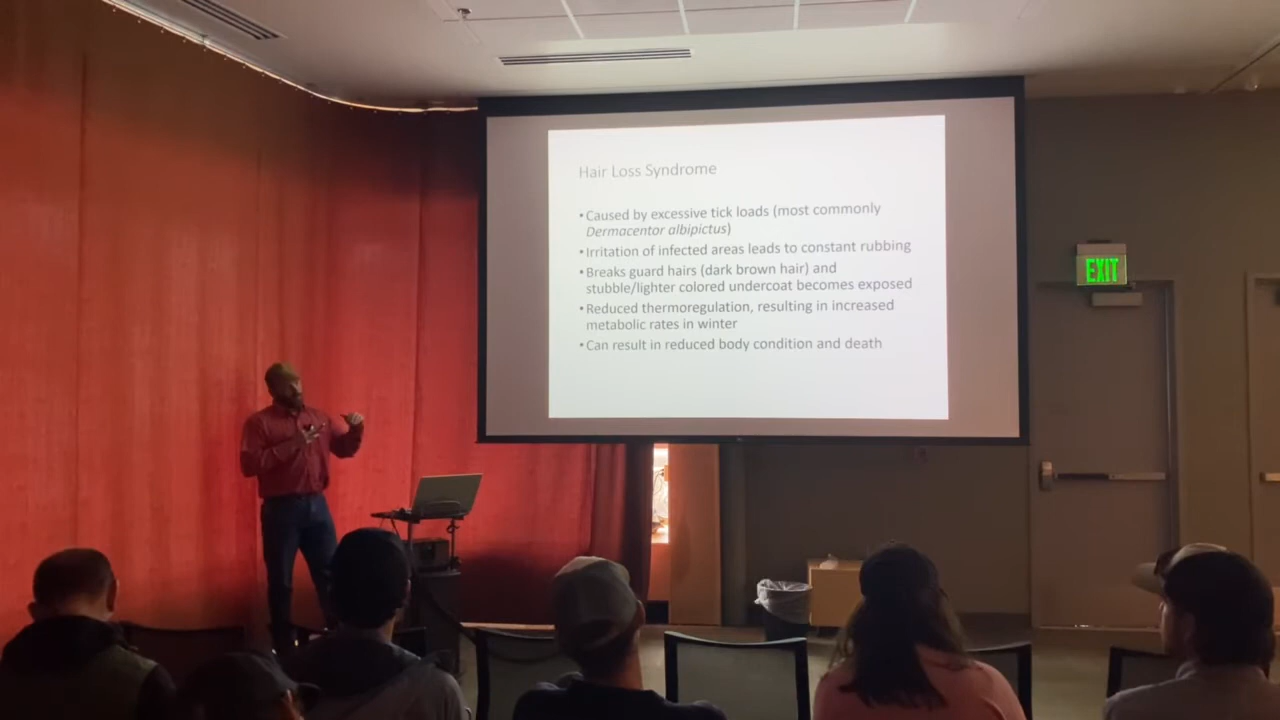 Hair Loss Syndrome
• Caused by excessive tick loads (most commonly
Dermacentor albipictus)
• Irritation of infected areas leads to constant rubbing
• Breaks guard hairs (dark brown hair) and
stubble/lighter colored undercoat becomes exposed
• Reduced thermoregulation, resulting in increased
metabolic rates in winter
• Can result in reduced body condition and death
EXIT